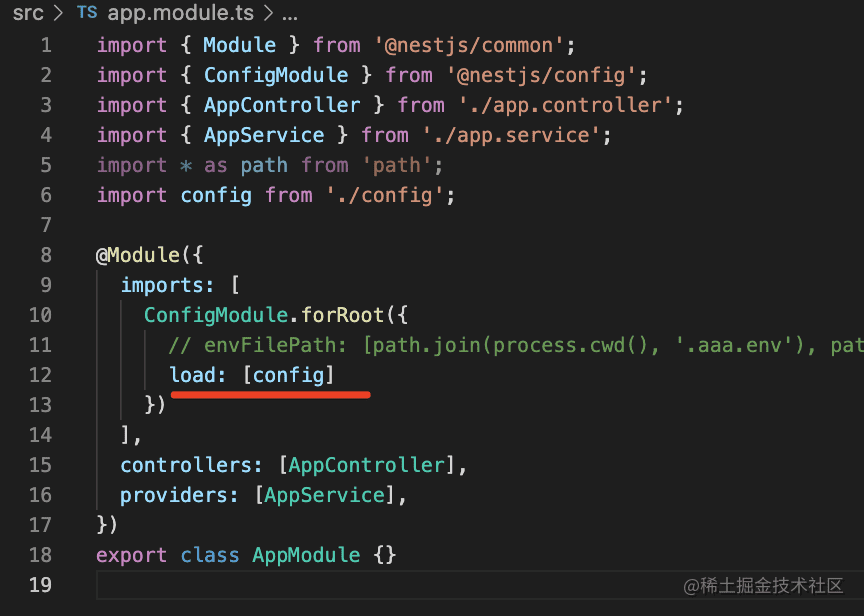 src > TS app.module.ts > ...
1 import { Module } from '@nestjs/common';
2 import { ConfigModule } from '@nestjs/config';
3 import { AppController } from './app.controller';
4 import { AppService } from './app.service';
5 import * as path from 'path';
6 import config from './config';
7
8 @Module({
9   imports: [
10     ConfigModule.forRoot({
11       // envFilePath: [path.join(process.cwd(), '.aaa.env'), pat
12       load: [config]
13     })
14   ],
15   controllers: [AppController],
16   providers: [AppService],
17 })
18 export class AppModule {}
19
@稀土掘金技术社区